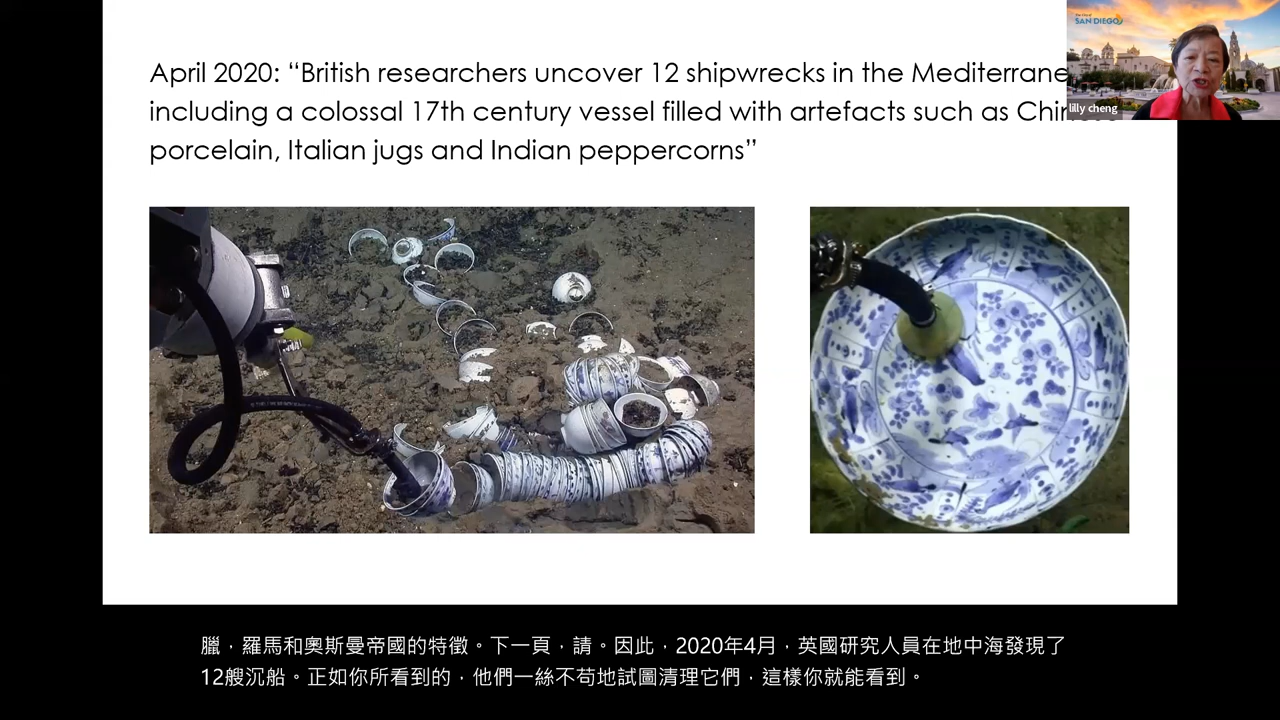 April 2020: “British researchers uncover 12 shipwrecks in the
including a colossal 17th century vessel filled with artefacts such as
porcelain, Italian jugs and Indian peppercorns”
SAN DIEGO
lilly cheng
臘，羅馬和奧斯曼帝國的特徵。下一頁，請。因此，2020年4月，英國研究人員在地中海發現了
12艘沉船。正如你所看到的，他們一絲不苟地試圖清理它們，這樣你就能看到。